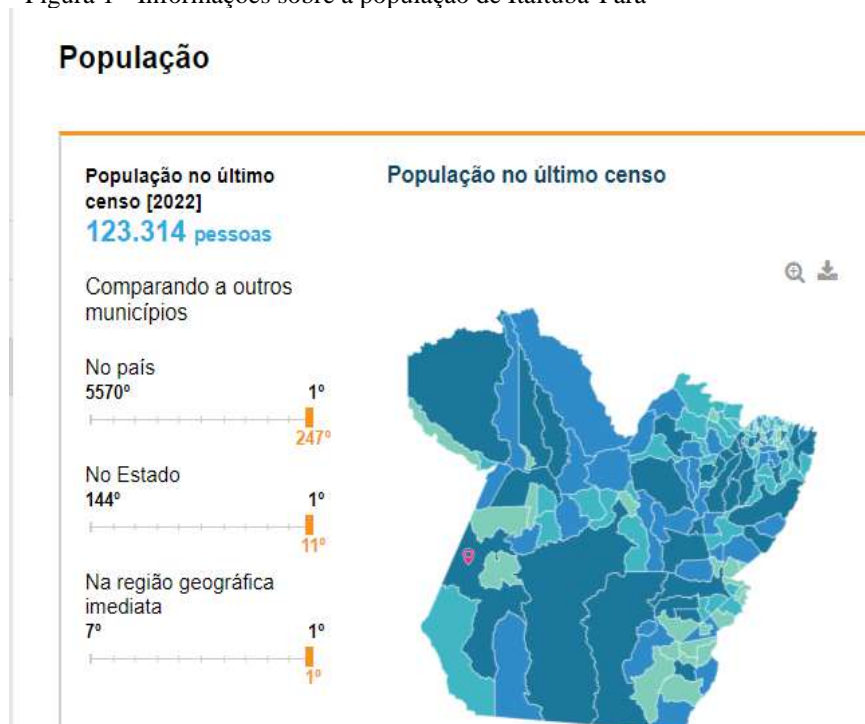 Figura 1 - Informações sobre a população de Itaituba-Pará
População
População no último
censo [2022]
123.314 pessoas
Comparando a outros
municípios
No país
5570º 1º
247º
No Estado
144º 1º
11º
Na região geográfica
imediata
7º 1º
1º
População no último censo